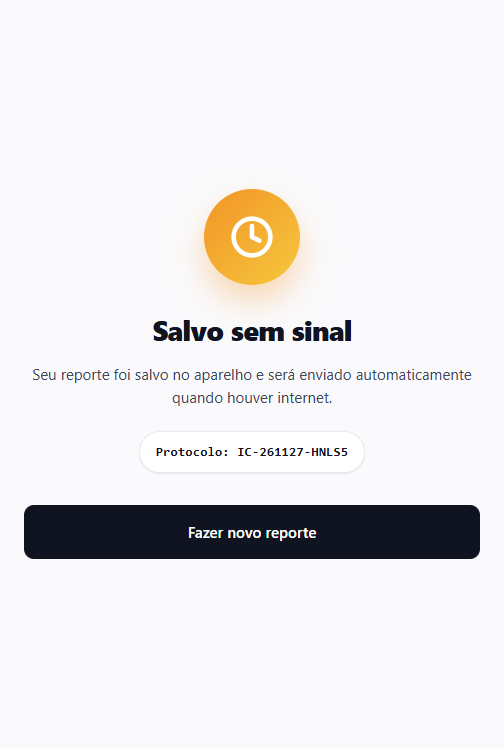 Salvo sem sinal
Seu reporte foi salvo no aparelho e será enviado automaticamente
quando houver internet.
Protocolo: IC-261127-HNLS5
Fazer novo reporte